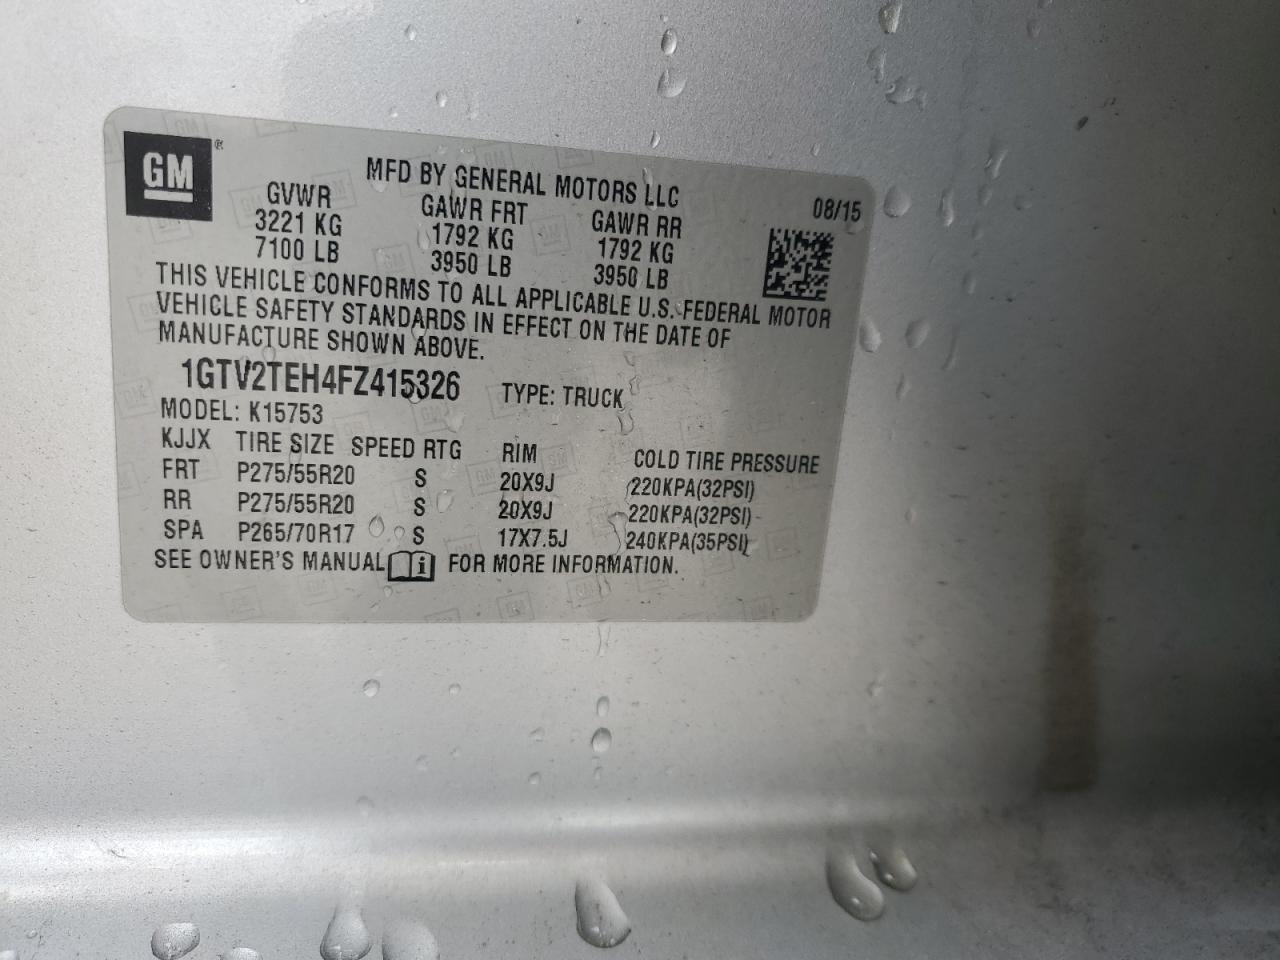 GM ®
MFD BY GENERAL MOTORS LLC
08/15
GVWR GAWR FRT GAWR RR
3221 KG 1792 KG 1792 KG
7100 LB 3950 LB 3950 LB
THIS VEHICLE CONFORMS TO ALL APPLICABLE U.S. FEDERAL MOTOR
VEHICLE SAFETY STANDARDS IN EFFECT ON THE DATE OF
MANUFACTURE SHOWN ABOVE.
1GTV2TEH4FZ415326 TYPE: TRUCK
MODEL: K15753
KJJX TIRE SIZE SPEED RTG RIM COLD TIRE PRESSURE
FRT P275/55R20 S 20X9J 220KPA(32PSI)
RR P275/55R20 S 20X9J 220KPA(32PSI)
SPA P265/70R17 S 17X7.5J 240KPA(35PSI)
SEE OWNER'S MANUAL i FOR MORE INFORMATION.